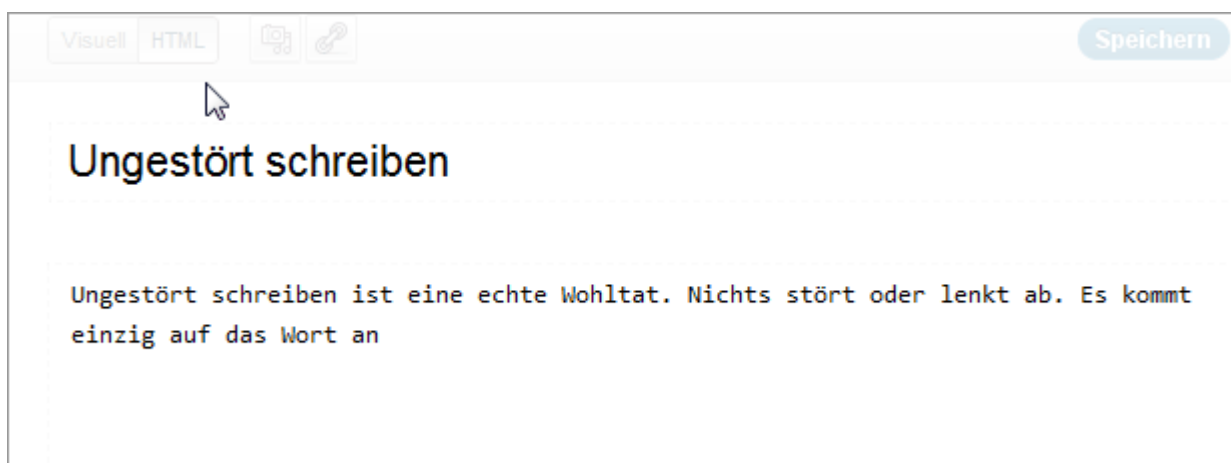 Visuell HTML Speichern
Ungestört schreiben
Ungestört schreiben ist eine echte Wohltat. Nichts stört oder lenkt ab. Es kommt
einzig auf das Wort an